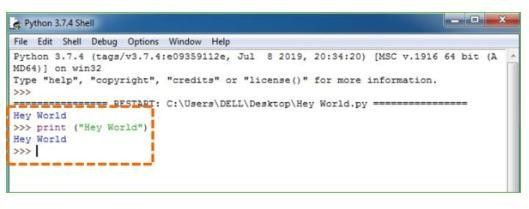 Python 3.7.4 Shell
File Edit Shell Debug Options Window Help
Python 3.7.4 (tags/v3.7.4:e09359112e, Jul  8 2019, 20:34:20) [MSC v.1916 64 bit (A
MD64)] on win32
Type "help", "copyright", "credits" or "license()" for more information.
>>>
================ RESTART: C:\Users\DELL\Desktop\Hey World.py ================
Hey World
>>> print ("Hey World")
Hey World
>>>